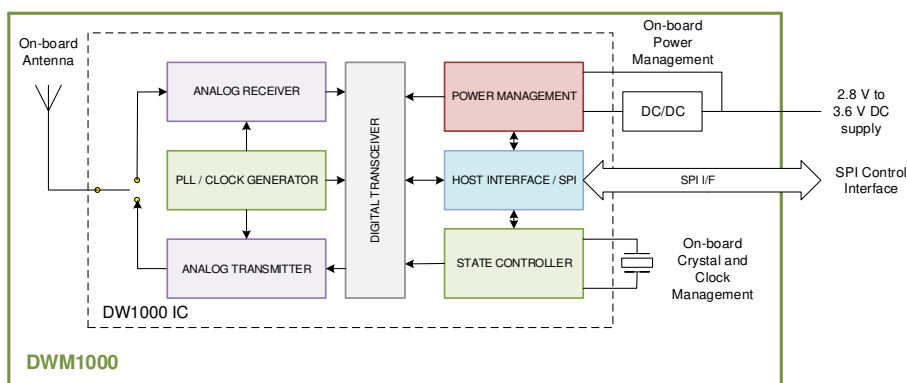 On-board
Antenna
ANALOG RECEIVER
PLL / CLOCK GENERATOR
ANALOG TRANSMITTER
DIGITAL TRANSCEIVER
POWER MANAGEMENT
HOST INTERFACE / SPI
STATE CONTROLLER
On-board
Power
Management
DC/DC
2.8 V to
3.6 V DC
supply
SPI I/F
SPI Control
Interface
On-board
Crystal and
Clock
Management
DW1000 IC
DWM1000